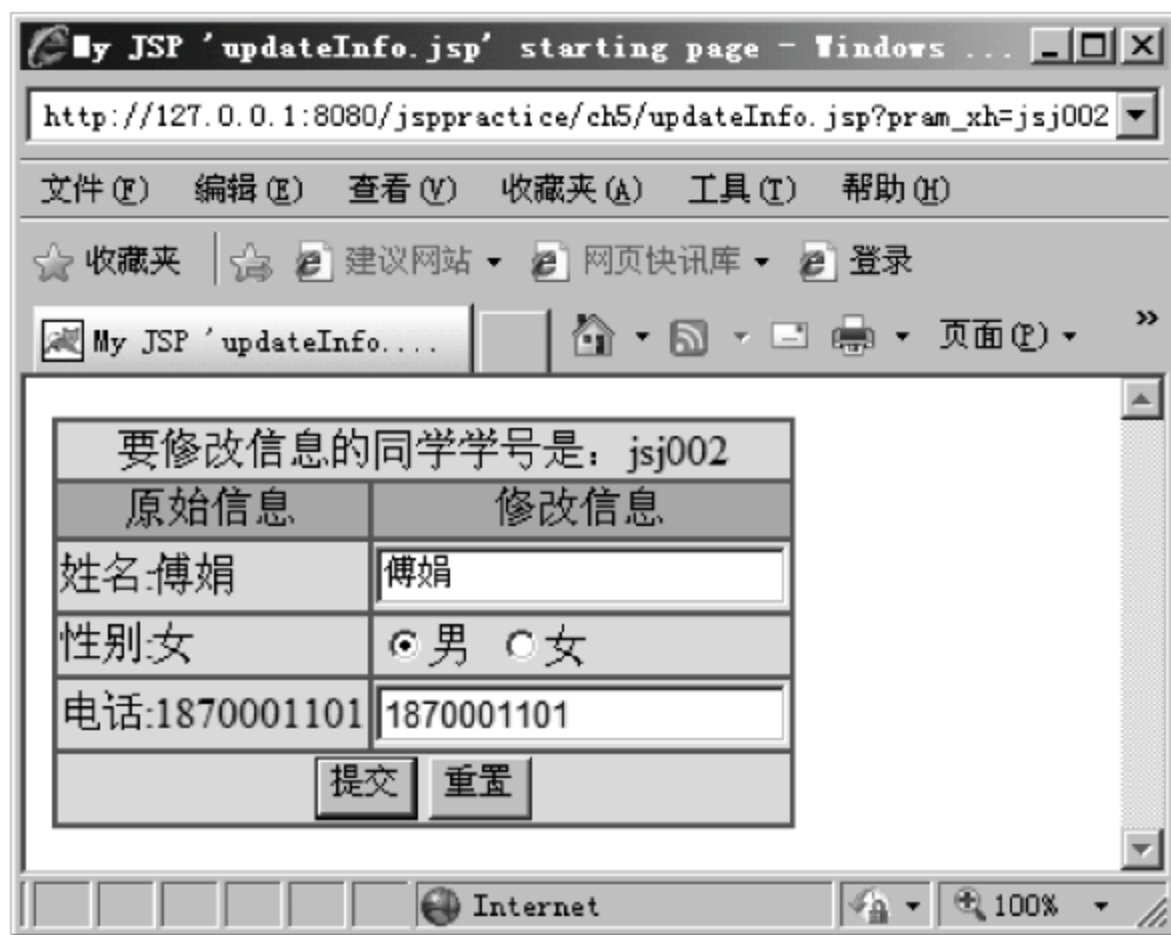 My JSP 'updateInfo.jsp' starting page - Windows ...
http://127.0.0.1:8080/jsppractice/ch5/updateInfo.jsp?pram_xh=jsj002
文件(F) 编辑(E) 查看(V) 收藏夹(A) 工具(T) 帮助(H)
收藏夹 建议网站 网页快讯库 登录
My JSP 'updateInfo.... 页面(P) »
要修改信息的同学学号是：jsj002
原始信息 修改信息
姓名:傅娟 傅娟
性别:女 男 女
电话:1870001101 1870001101
提交 重置
Internet 100%